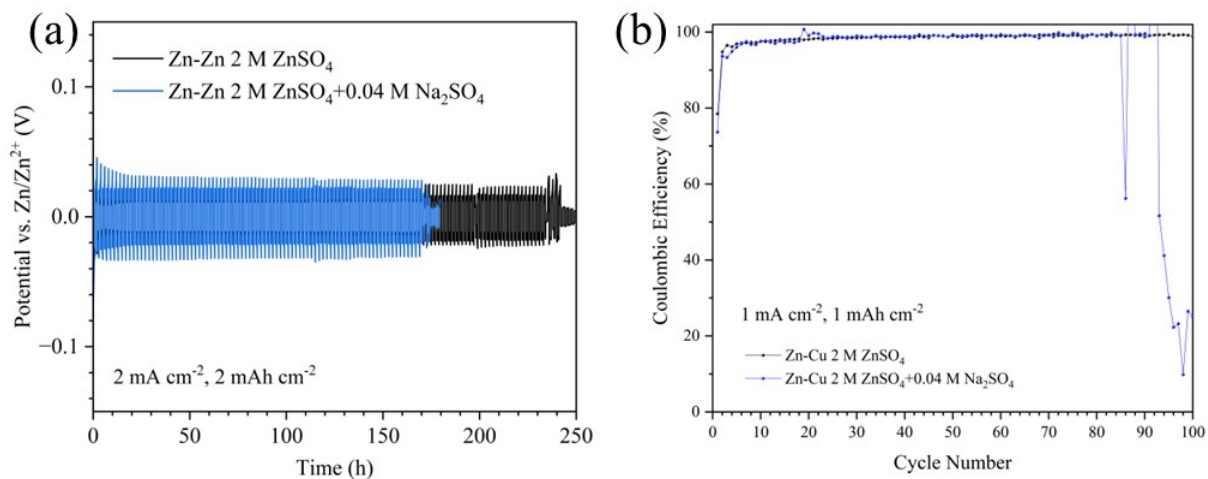 (a)
Zn-Zn 2 M ZnSO₄
Zn-Zn 2 M ZnSO₄+0.04 M Na₂SO₄
0.1
0.0
−0.1
Potential vs. Zn/Zn²⁺ (V)
2 mA cm⁻², 2 mAh cm⁻²
0 50 100 150 200 250
Time (h)
(b)
100
80
60
40
20
0
Coulombic Efficiency (%)
1 mA cm⁻², 1 mAh cm⁻²
Zn-Cu 2 M ZnSO₄
Zn-Cu 2 M ZnSO₄+0.04 M Na₂SO₄
0 10 20 30 40 50 60 70 80 90 100
Cycle Number